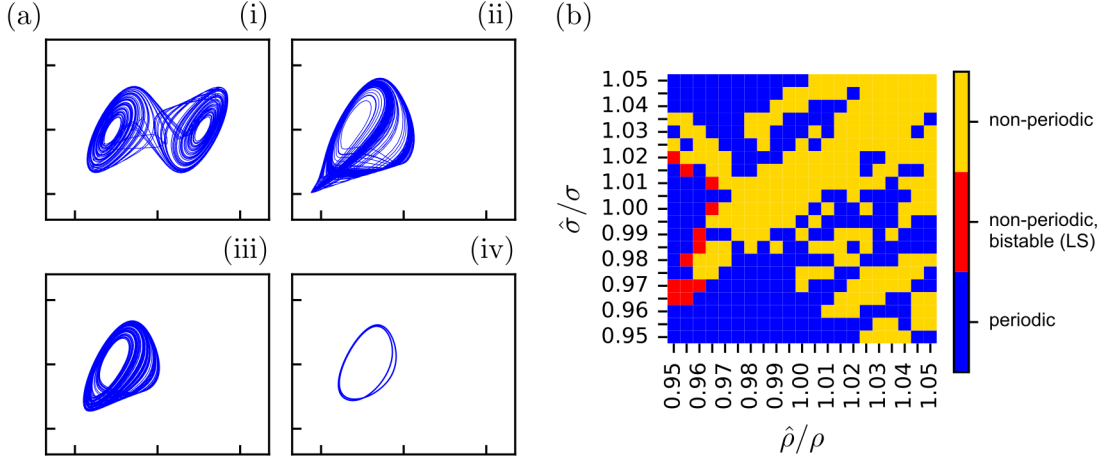 (a)
(i)
(ii)
(iii)
(iv)
(b)
1.05
1.04
1.03
1.02
1.01
1.00
0.99
0.98
0.97
0.96
0.95
σ̂/σ
0.95
0.96
0.97
0.98
0.99
1.00
1.01
1.02
1.03
1.04
1.05
ρ̂/ρ
non-periodic
non-periodic,
bistable (LS)
periodic